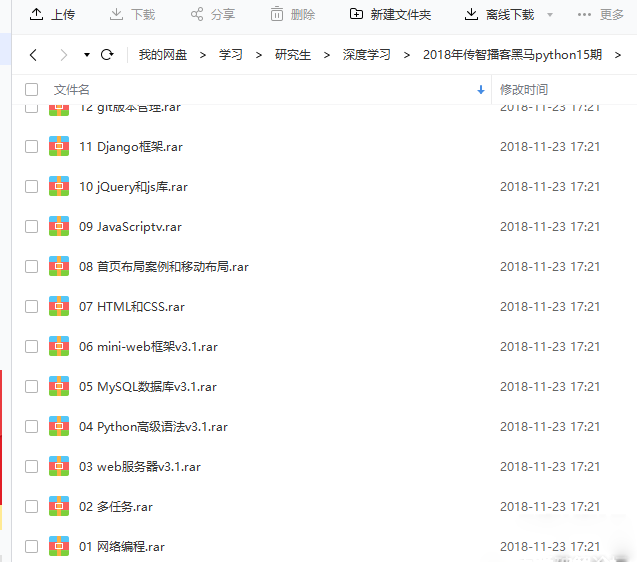 上传 下载 分享 删除 新建文件夹 离线下载 更多
我的网盘 > 学习 > 研究生 > 深度学习 > 2018年传智播客黑马python15期 >
文件名 修改时间
12 git版本管理.rar 2018-11-23 17:21
11 Django框架.rar 2018-11-23 17:21
10 jQuery和js库.rar 2018-11-23 17:21
09 JavaScriptv.rar 2018-11-23 17:21
08 首页布局案例和移动布局.rar 2018-11-23 17:21
07 HTML和CSS.rar 2018-11-23 17:21
06 mini-web框架v3.1.rar 2018-11-23 17:21
05 MySQL数据库v3.1.rar 2018-11-23 17:21
04 Python高级语法v3.1.rar 2018-11-23 17:21
03 web服务器v3.1.rar 2018-11-23 17:21
02 多任务.rar 2018-11-23 17:21
01 网络编程.rar 2018-11-23 17:21